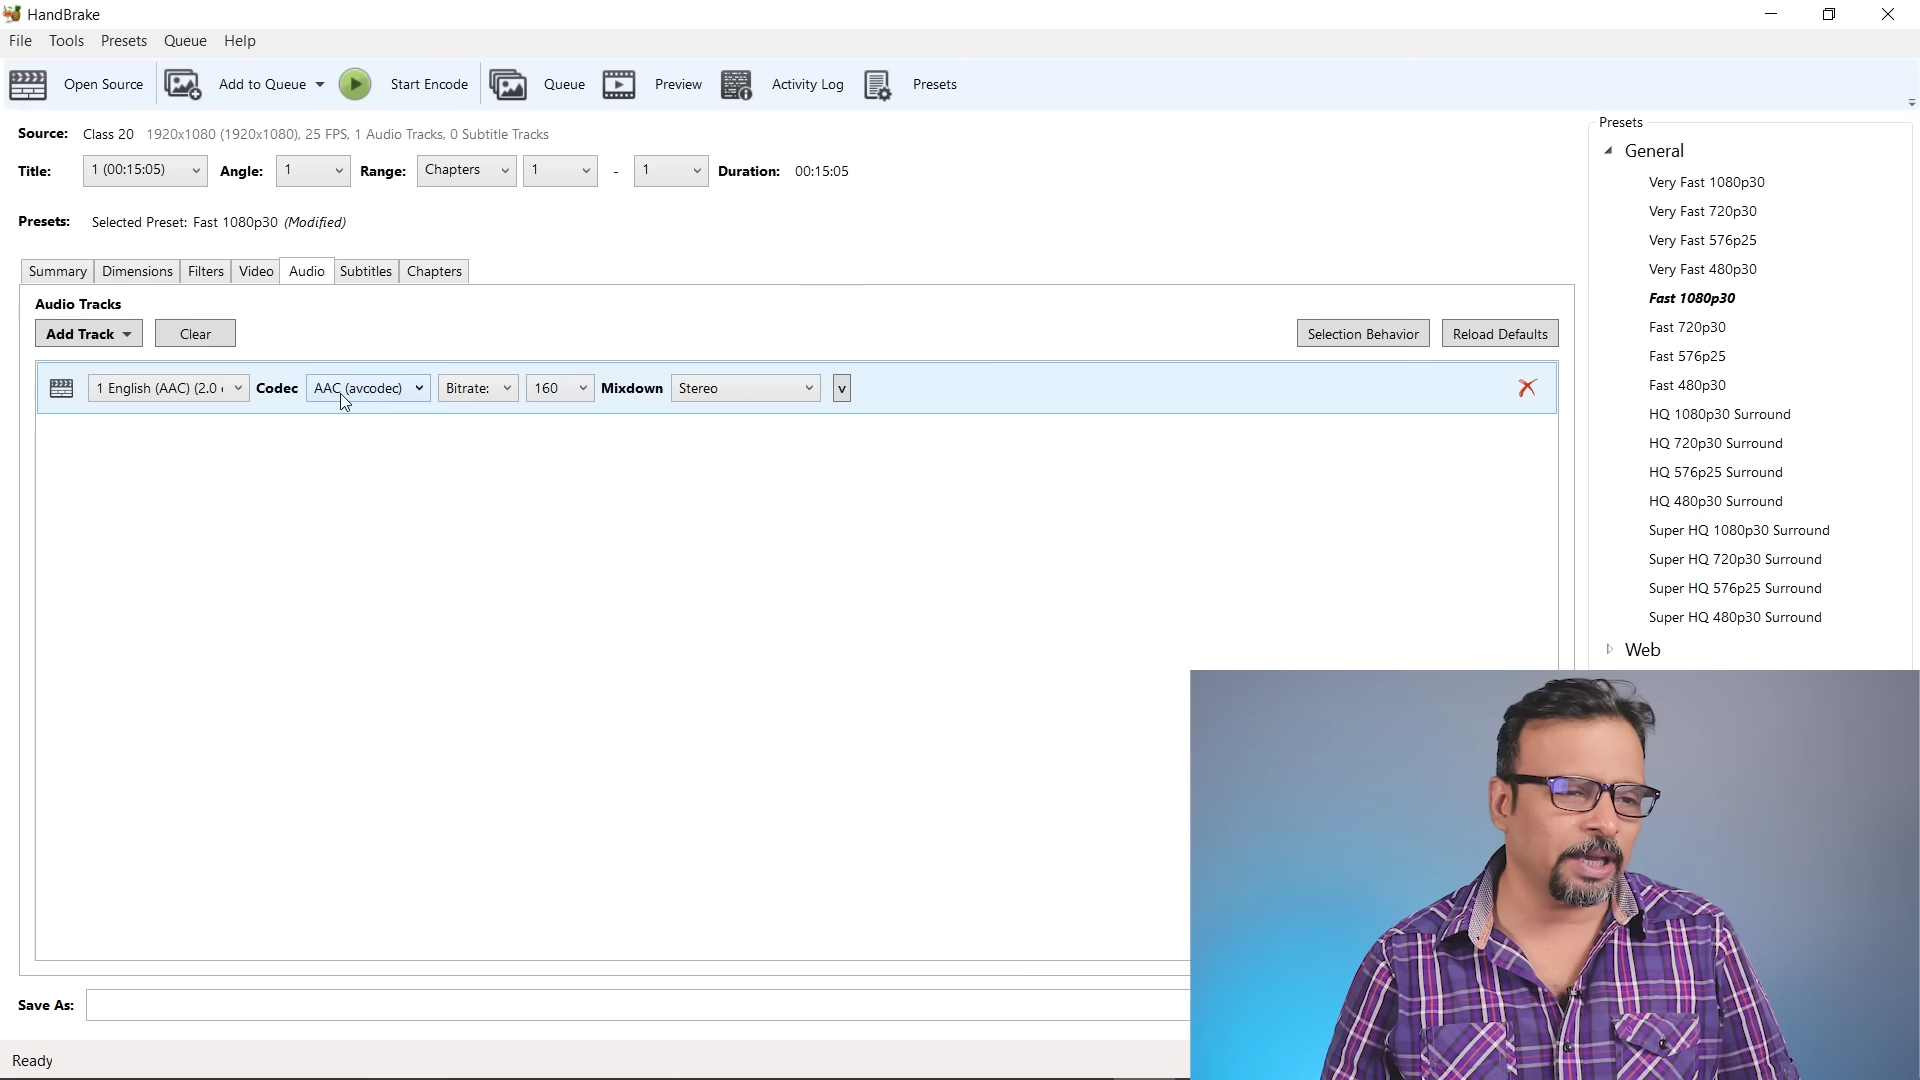 HandBrake
File Tools Presets Queue Help
Open Source Add to Queue Start Encode Queue Preview Activity Log Presets
Source: Class 20 1920x1080 (1920x1080), 25 FPS, 1 Audio Tracks, 0 Subtitle Tracks
Title: 1 (00:15:05) Angle: 1 Range: Chapters 1 - 1 Duration: 00:15:05
Presets: Selected Preset: Fast 1080p30 (Modified)
Summary Dimensions Filters Video Audio Subtitles Chapters
Audio Tracks
Add Track Clear Selection Behavior Reload Defaults
1 English (AAC) (2.0 Codec AAC (avcodec) Bitrate: 160 Mixdown Stereo v
Save As:
Ready
Presets
General
Very Fast 1080p30
Very Fast 720p30
Very Fast 576p25
Very Fast 480p30
Fast 1080p30
Fast 720p30
Fast 576p25
Fast 480p30
HQ 1080p30 Surround
HQ 720p30 Surround
HQ 576p25 Surround
HQ 480p30 Surround
Super HQ 1080p30 Surround
Super HQ 720p30 Surround
Super HQ 576p25 Surround
Super HQ 480p30 Surround
Web